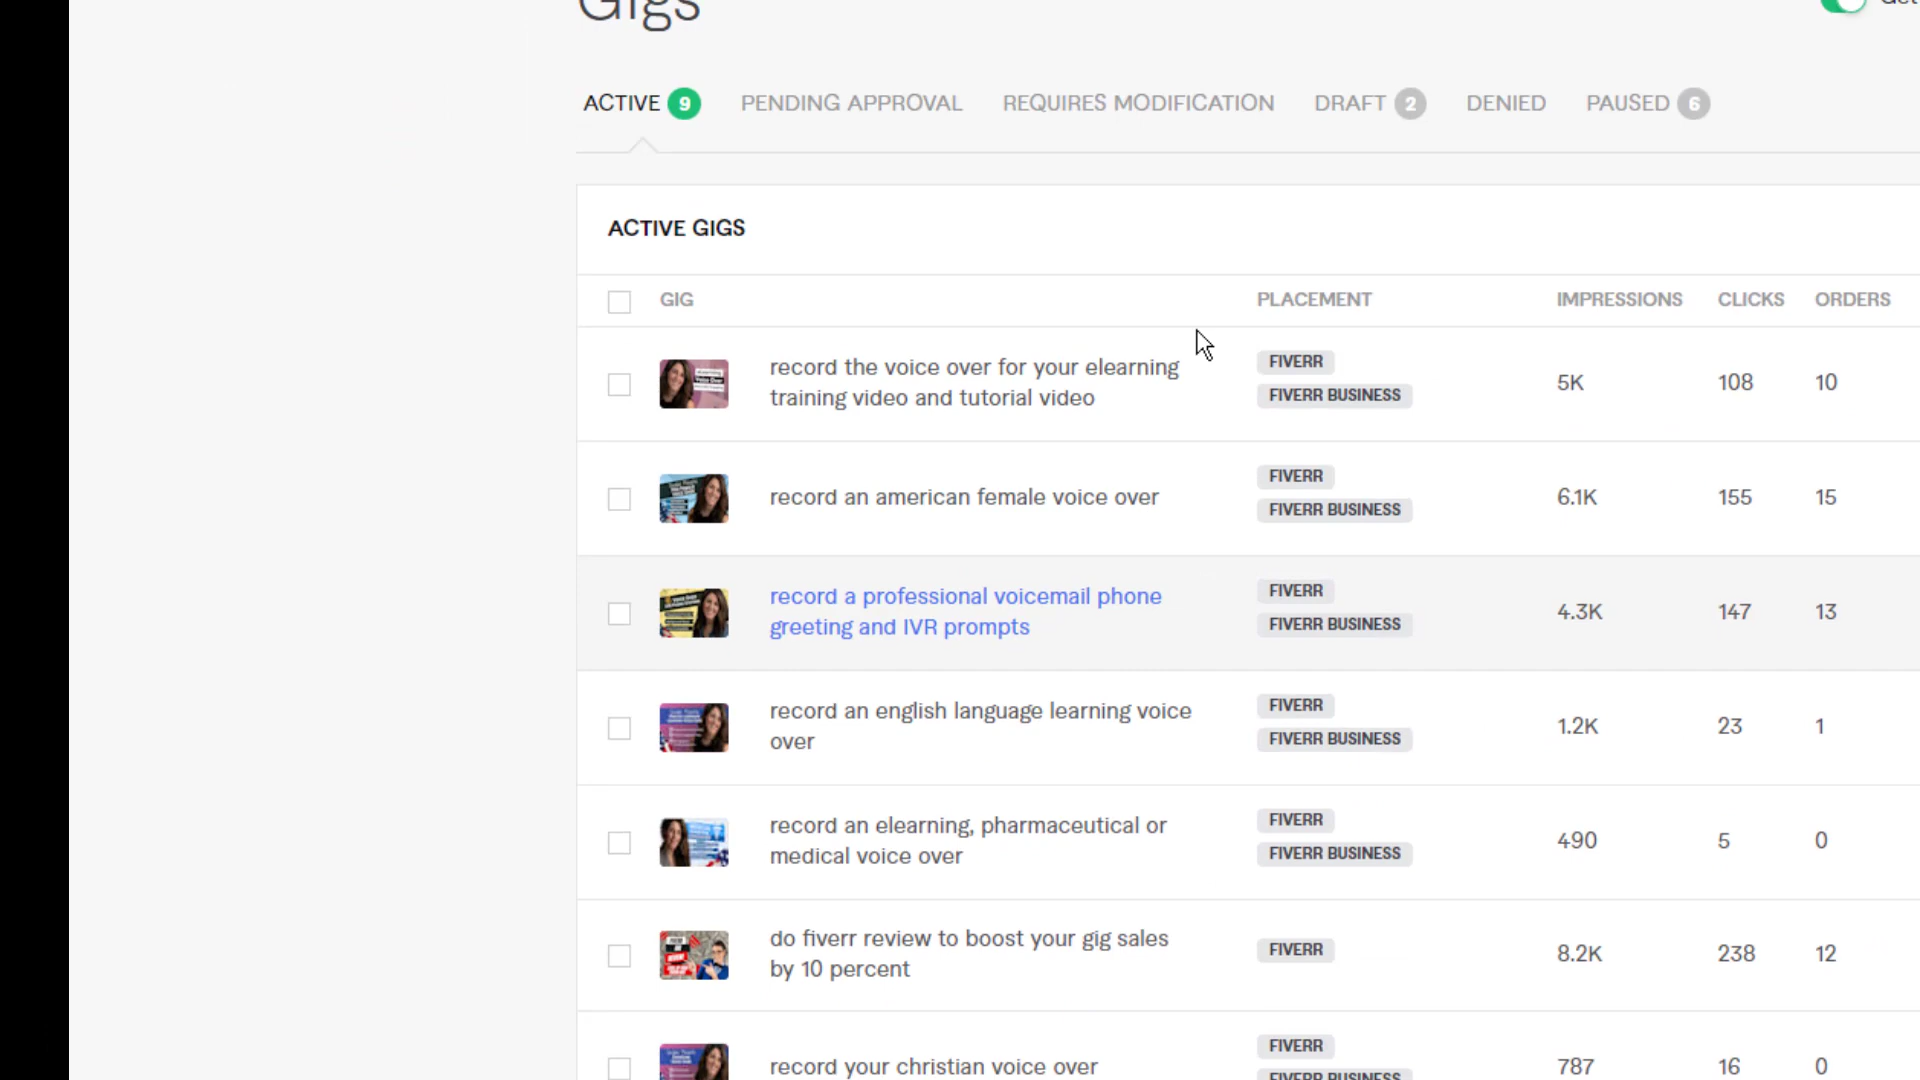 Gigs
ACTIVE 9 PENDING APPROVAL REQUIRES MODIFICATION DRAFT 2 DENIED PAUSED 6
ACTIVE GIGS
GIG PLACEMENT IMPRESSIONS CLICKS ORDERS
record the voice over for your elearning
training video and tutorial video
FIVERR
FIVERR BUSINESS
5K 108 10
record an american female voice over
FIVERR
FIVERR BUSINESS
6.1K 155 15
record a professional voicemail phone
greeting and IVR prompts
FIVERR
FIVERR BUSINESS
4.3K 147 13
record an english language learning voice
over
FIVERR
FIVERR BUSINESS
1.2K 23 1
record an elearning, pharmaceutical or
medical voice over
FIVERR
FIVERR BUSINESS
490 5 0
do fiverr review to boost your gig sales
by 10 percent
FIVERR
8.2K 238 12
record your christian voice over
FIVERR
FIVERR BUSINESS
787 16 0